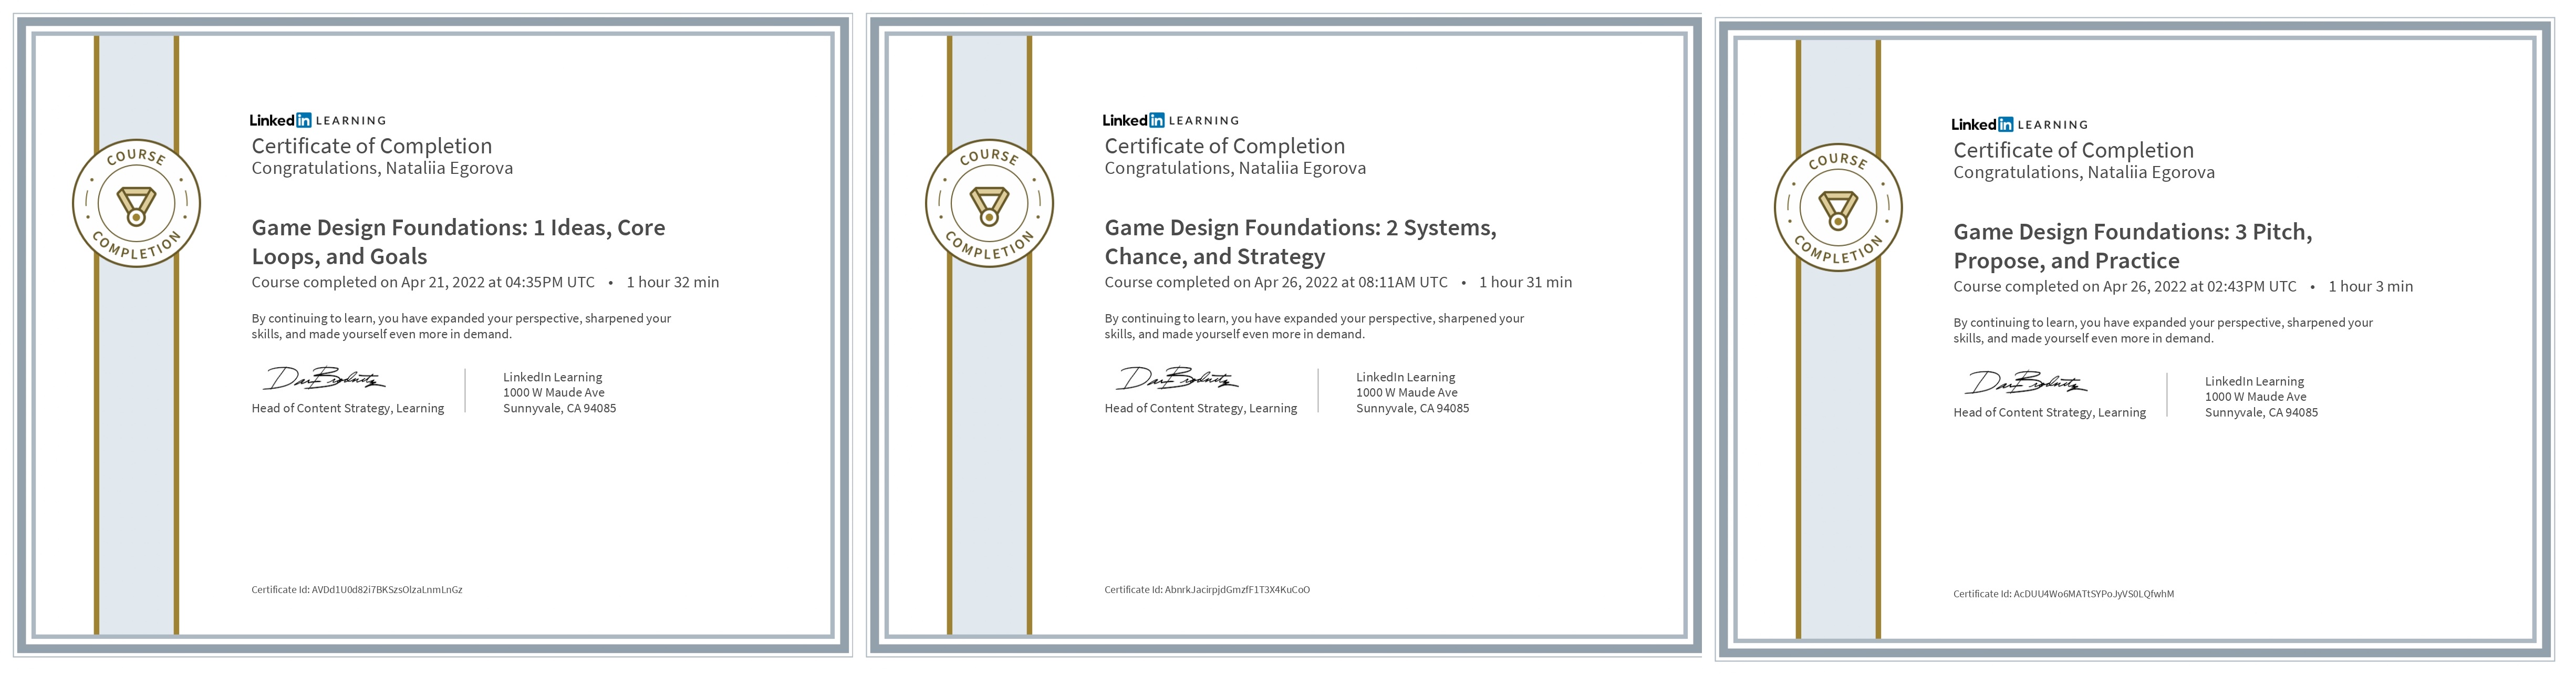 LinkedIn LEARNING
Certificate of Completion
Congratulations, Nataliia Egorova
COURSE
COMPLETION
Game Design Foundations: 1 Ideas, Core
Loops, and Goals
Course completed on Apr 21, 2022 at 04:35PM UTC • 1 hour 32 min
By continuing to learn, you have expanded your perspective, sharpened your
skills, and made yourself even more in demand.
Head of Content Strategy, Learning
LinkedIn Learning
1000 W Maude Ave
Sunnyvale, CA 94085
Certificate Id: AVDd1U0d82i7BKSzsOlzaLnmLnGz
LinkedIn LEARNING
Certificate of Completion
Congratulations, Nataliia Egorova
COURSE
COMPLETION
Game Design Foundations: 2 Systems,
Chance, and Strategy
Course completed on Apr 26, 2022 at 08:11AM UTC • 1 hour 31 min
By continuing to learn, you have expanded your perspective, sharpened your
skills, and made yourself even more in demand.
Head of Content Strategy, Learning
LinkedIn Learning
1000 W Maude Ave
Sunnyvale, CA 94085
Certificate Id: AbnrkJacirpjdGmzfF1T3X4KuCoO
LinkedIn LEARNING
Certificate of Completion
Congratulations, Nataliia Egorova
COURSE
COMPLETION
Game Design Foundations: 3 Pitch,
Propose, and Practice
Course completed on Apr 26, 2022 at 02:43PM UTC • 1 hour 3 min
By continuing to learn, you have expanded your perspective, sharpened your
skills, and made yourself even more in demand.
Head of Content Strategy, Learning
LinkedIn Learning
1000 W Maude Ave
Sunnyvale, CA 94085
Certificate Id: AcDUU4Wo6MATtSYPoJyVS0LQfwhM